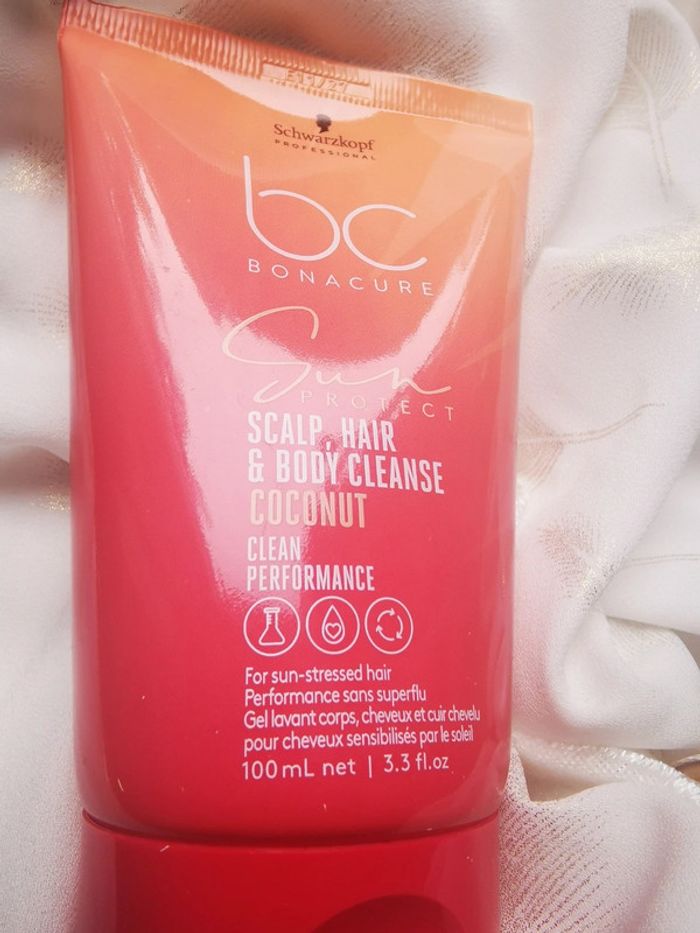 Schwarzkopf
PROFESSIONAL
bc
BONACURE
Sun
PROTECT
SCALP, HAIR
& BODY CLEANSE
COCONUT
CLEAN
PERFORMANCE
For sun-stressed hair
Performance sans superflu
Gel lavant corps, cheveux et cuir chevelu
pour cheveux sensibilisés par le soleil
100 mL net | 3.3 fl.oz